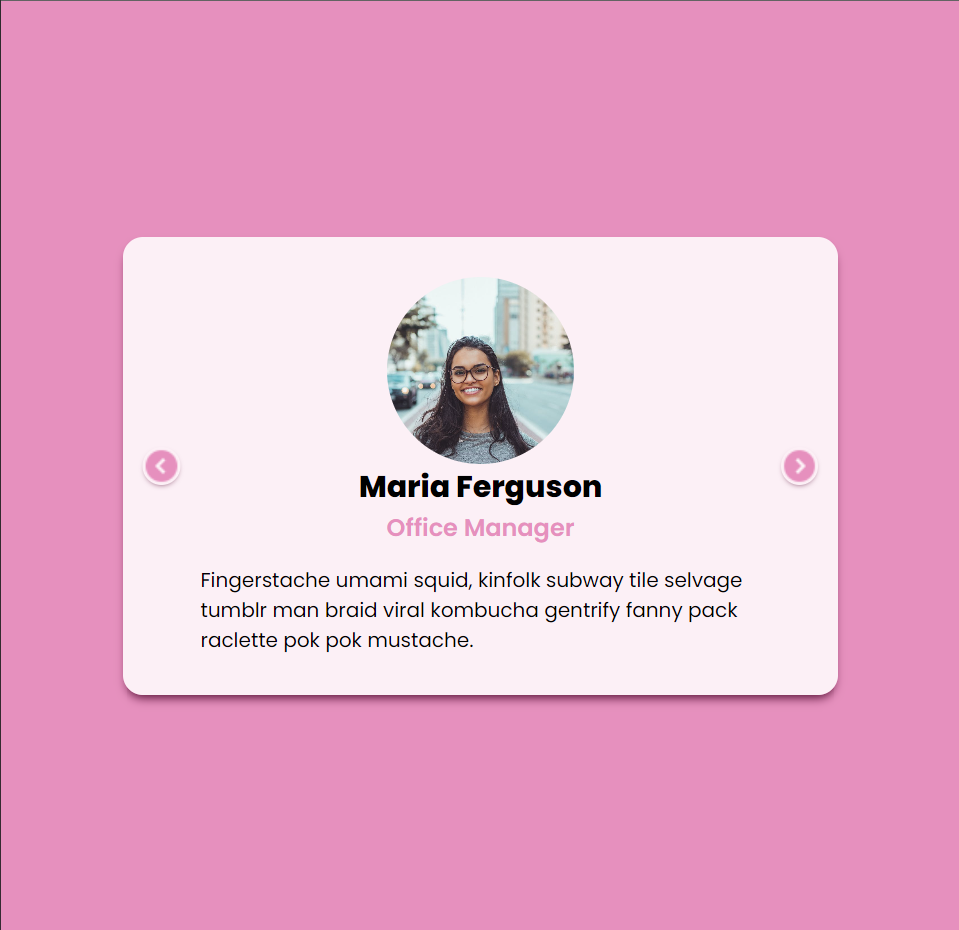 Maria Ferguson
Office Manager
Fingerstache umami squid, kinfolk subway tile selvage
tumblr man braid viral kombucha gentrify fanny pack
raclette pok pok mustache.